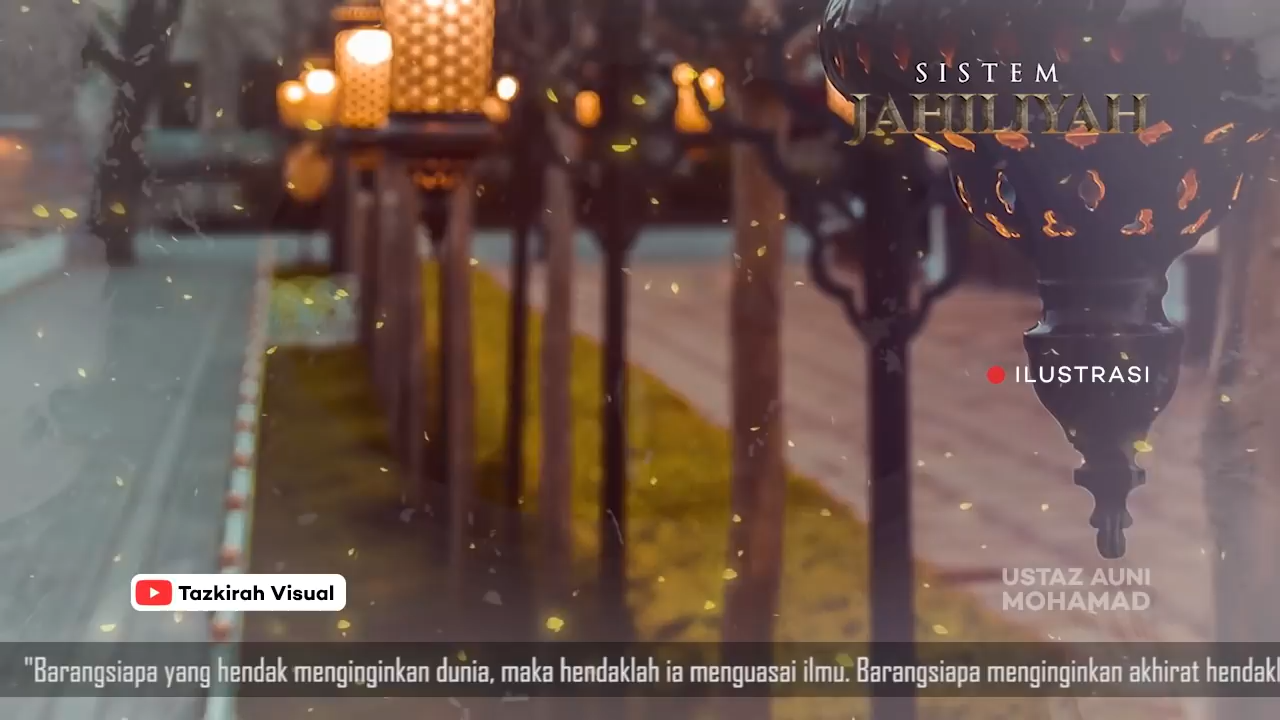 SISTEM
JAHILIYAH
ILUSTRASI
Tazkirah Visual
USTAZ AUNI
MOHAMAD
"Barangsiapa yang hendak menginginkan dunia, maka hendaklah ia menguasai ilmu. Barangsiapa menginginkan akhirat